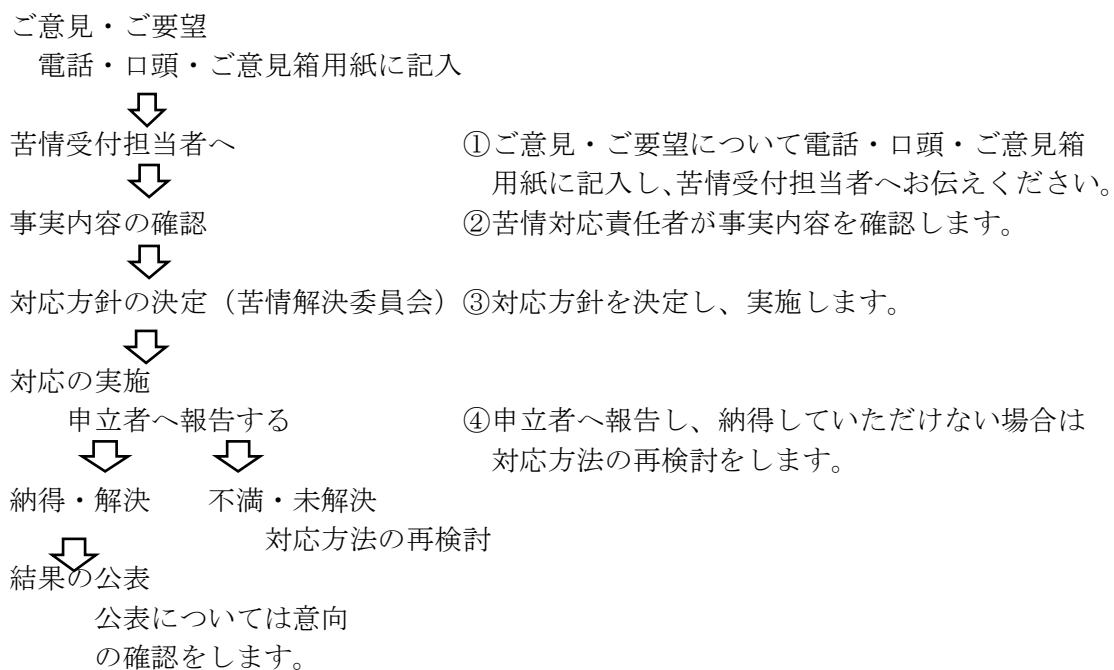 ご意見・ご要望
電話・口頭・ご意見箱用紙に記入
苦情受付担当者へ
①ご意見・ご要望について電話・口頭・ご意見箱
用紙に記入し、苦情受付担当者へお伝えください。
事実内容の確認
②苦情対応責任者が事実内容を確認します。
対応方針の決定（苦情解決委員会）
③対応方針を決定し、実施します。
対応の実施
申立者へ報告する
④申立者へ報告し、納得していただけない場合は
対応方法の再検討をします。
納得・解決
不満・未解決
対応方法の再検討
結果の公表
公表については意向
の確認をします。